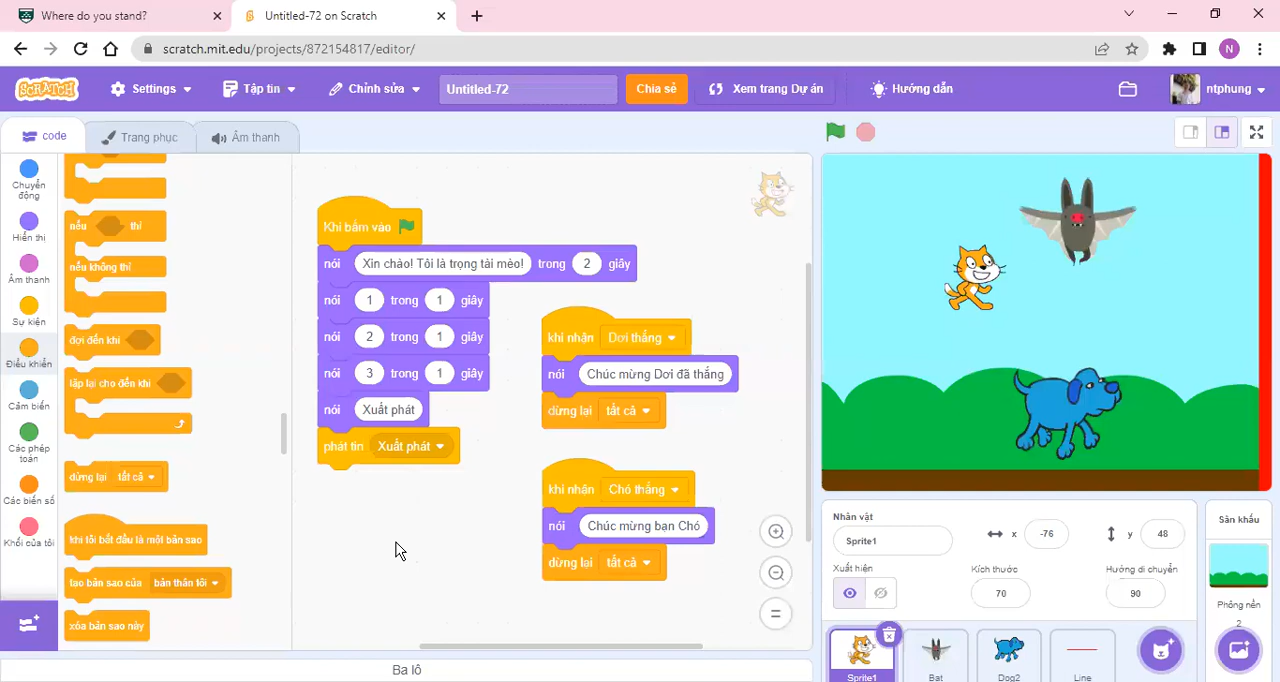 Where do you stand?
Untitled-72 on Scratch
scratch.mit.edu/projects/872154817/editor/
N
SCRATCH
Settings
Tập tin
Chỉnh sửa
Untitled-72
Chia sẻ
Xem trang Dự án
Hướng dẫn
ntphung
code
Trang phục
Âm thanh
Chuyển động
Hiển thị
Âm thanh
Sự kiện
Điều khiển
Cảm biến
Các phép toán
Các biến số
Khối của tôi
nếu thì
nếu không thì
đợi đến khi
lặp lại cho đến khi
dừng lại tất cả
khi tôi bắt đầu là một bản sao
tạo bản sao của bản thân tôi
xóa bản sao này
Khi bấm vào
nói Xin chào! Tôi là trọng tài mèo! trong 2 giây
nói 1 trong 1 giây
nói 2 trong 1 giây
nói 3 trong 1 giây
nói Xuất phát
phát tin Xuất phát
khi nhận Dơi thắng
nói Chúc mừng Dơi đã thắng
dừng lại tất cả
khi nhận Chó thắng
nói Chúc mừng bạn Chó
dừng lại tất cả
Ba lô
Nhân vật
Sprite1
x -76
y 48
Xuất hiện
Kích thước
70
Hướng di chuyển
90
Sprite1
Bat
Dog2
Line
Sân khấu
Phông nền
2